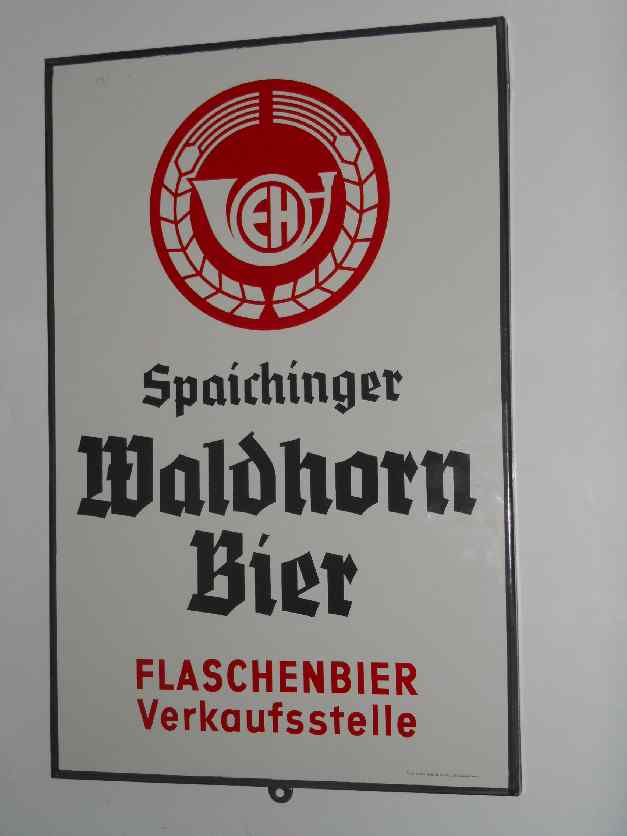 EH
Spaichinger
Waldhorn
Bier
FLASCHENBIER
Verkaufsstelle